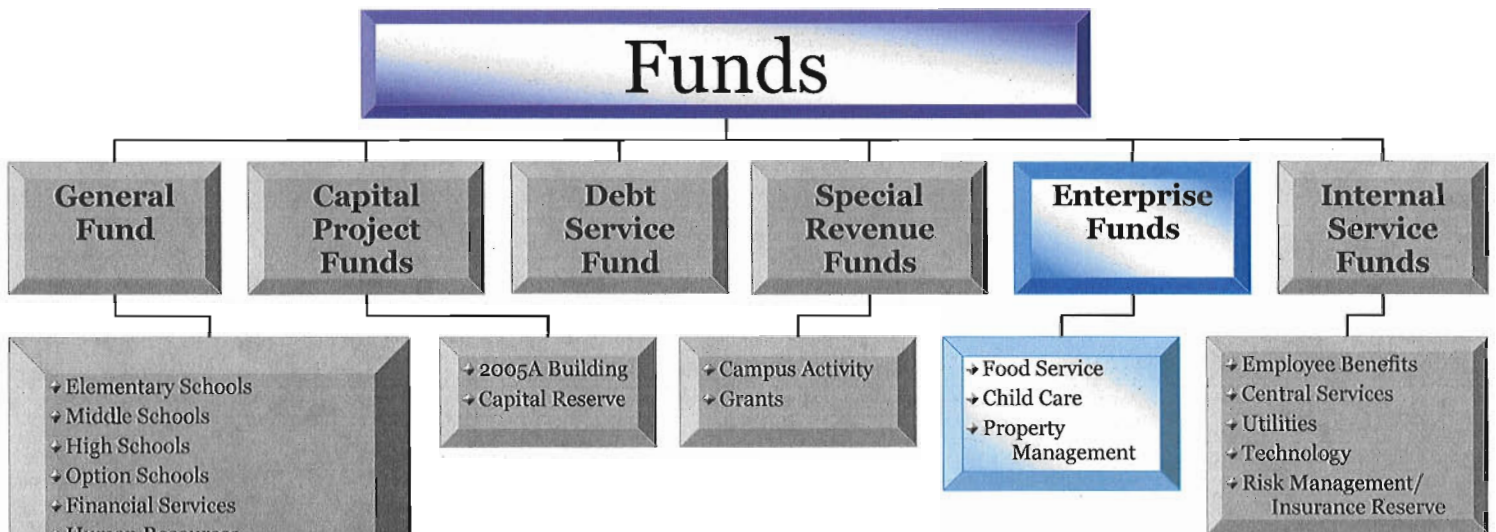 Funds
General
Fund
Capital
Project
Funds
Debt
Service
Fund
Special
Revenue
Funds
Enterprise
Funds
Internal
Service
Funds
Elementary Schools
Middle Schools
High Schools
Option Schools
Financial Services
Human Resources
2005A Building
Capital Reserve
Campus Activity
Grants
Food Service
Child Care
Property
Management
Employee Benefits
Central Services
Utilities
Technology
Risk Management/
Insurance Reserve